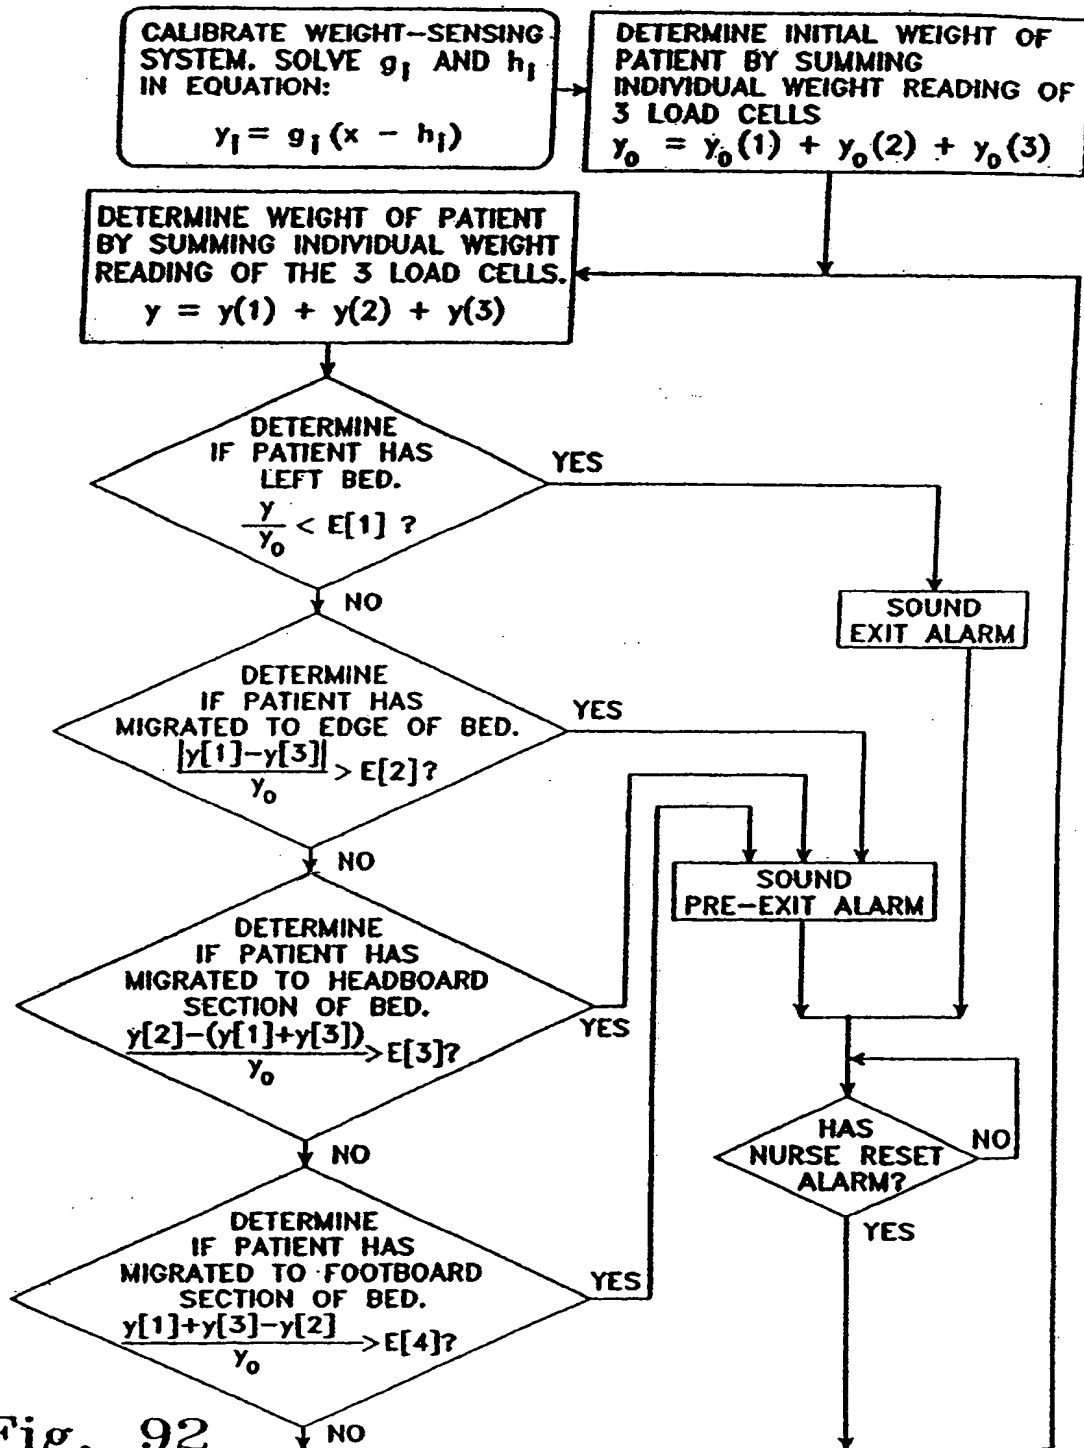 CALIBRATE WEIGHT-SENSING
SYSTEM. SOLVE gᵢ AND hᵢ
IN EQUATION:
yᵢ = gᵢ(x - hᵢ)
DETERMINE INITIAL WEIGHT OF
PATIENT BY SUMMING
INDIVIDUAL WEIGHT READING OF
3 LOAD CELLS
y₀ = y₀(1) + y₀(2) + y₀(3)
DETERMINE WEIGHT OF PATIENT
BY SUMMING INDIVIDUAL WEIGHT
READING OF THE 3 LOAD CELLS.
y = y(1) + y(2) + y(3)
DETERMINE
IF PATIENT HAS
LEFT BED.
y/y₀ < E[1] ?
YES
NO
SOUND
EXIT ALARM
DETERMINE
IF PATIENT HAS
MIGRATED TO EDGE OF BED.
|y[1]-y[3]|/y₀ > E[2]?
YES
NO
SOUND
PRE-EXIT ALARM
DETERMINE
IF PATIENT HAS
MIGRATED TO HEADBOARD
SECTION OF BED.
y[2]-(y[1]+y[3])/y₀ > E[3]?
YES
NO
HAS
NURSE RESET
ALARM?
NO
YES
DETERMINE
IF PATIENT HAS
MIGRATED TO FOOTBOARD
SECTION OF BED.
y[1]+y[3]-y[2]/y₀ > E[4]?
YES
NO
Fig. 92